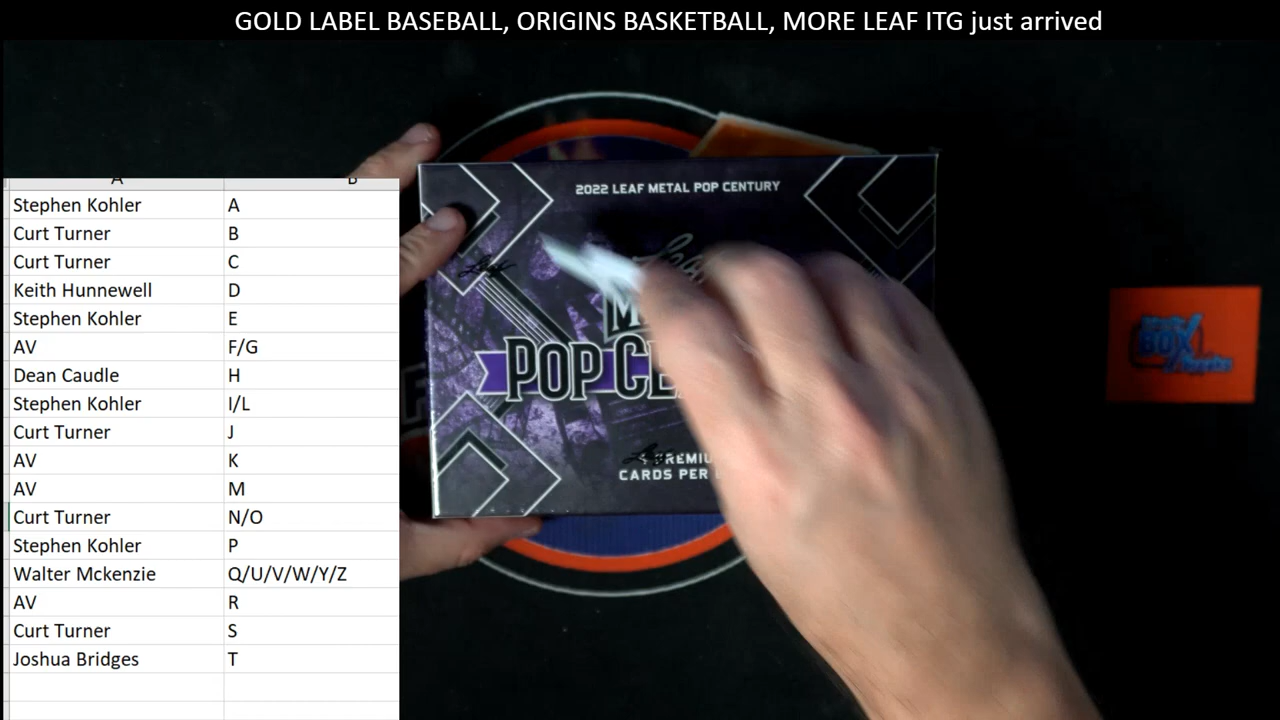 GOLD LABEL BASEBALL, ORIGINS BASKETBALL, MORE LEAF ITG just arrived
A B
Stephen Kohler A
Curt Turner B
Curt Turner C
Keith Hunnewell D
Stephen Kohler E
AV F/G
Dean Caudle H
Stephen Kohler I/L
Curt Turner J
AV K
AV M
Curt Turner N/O
Stephen Kohler P
Walter Mckenzie Q/U/V/W/Y/Z
AV R
Curt Turner S
Joshua Bridges T
2022 LEAF METAL POP CENTURY
Leaf
POP CE
CARDS PER
BOX